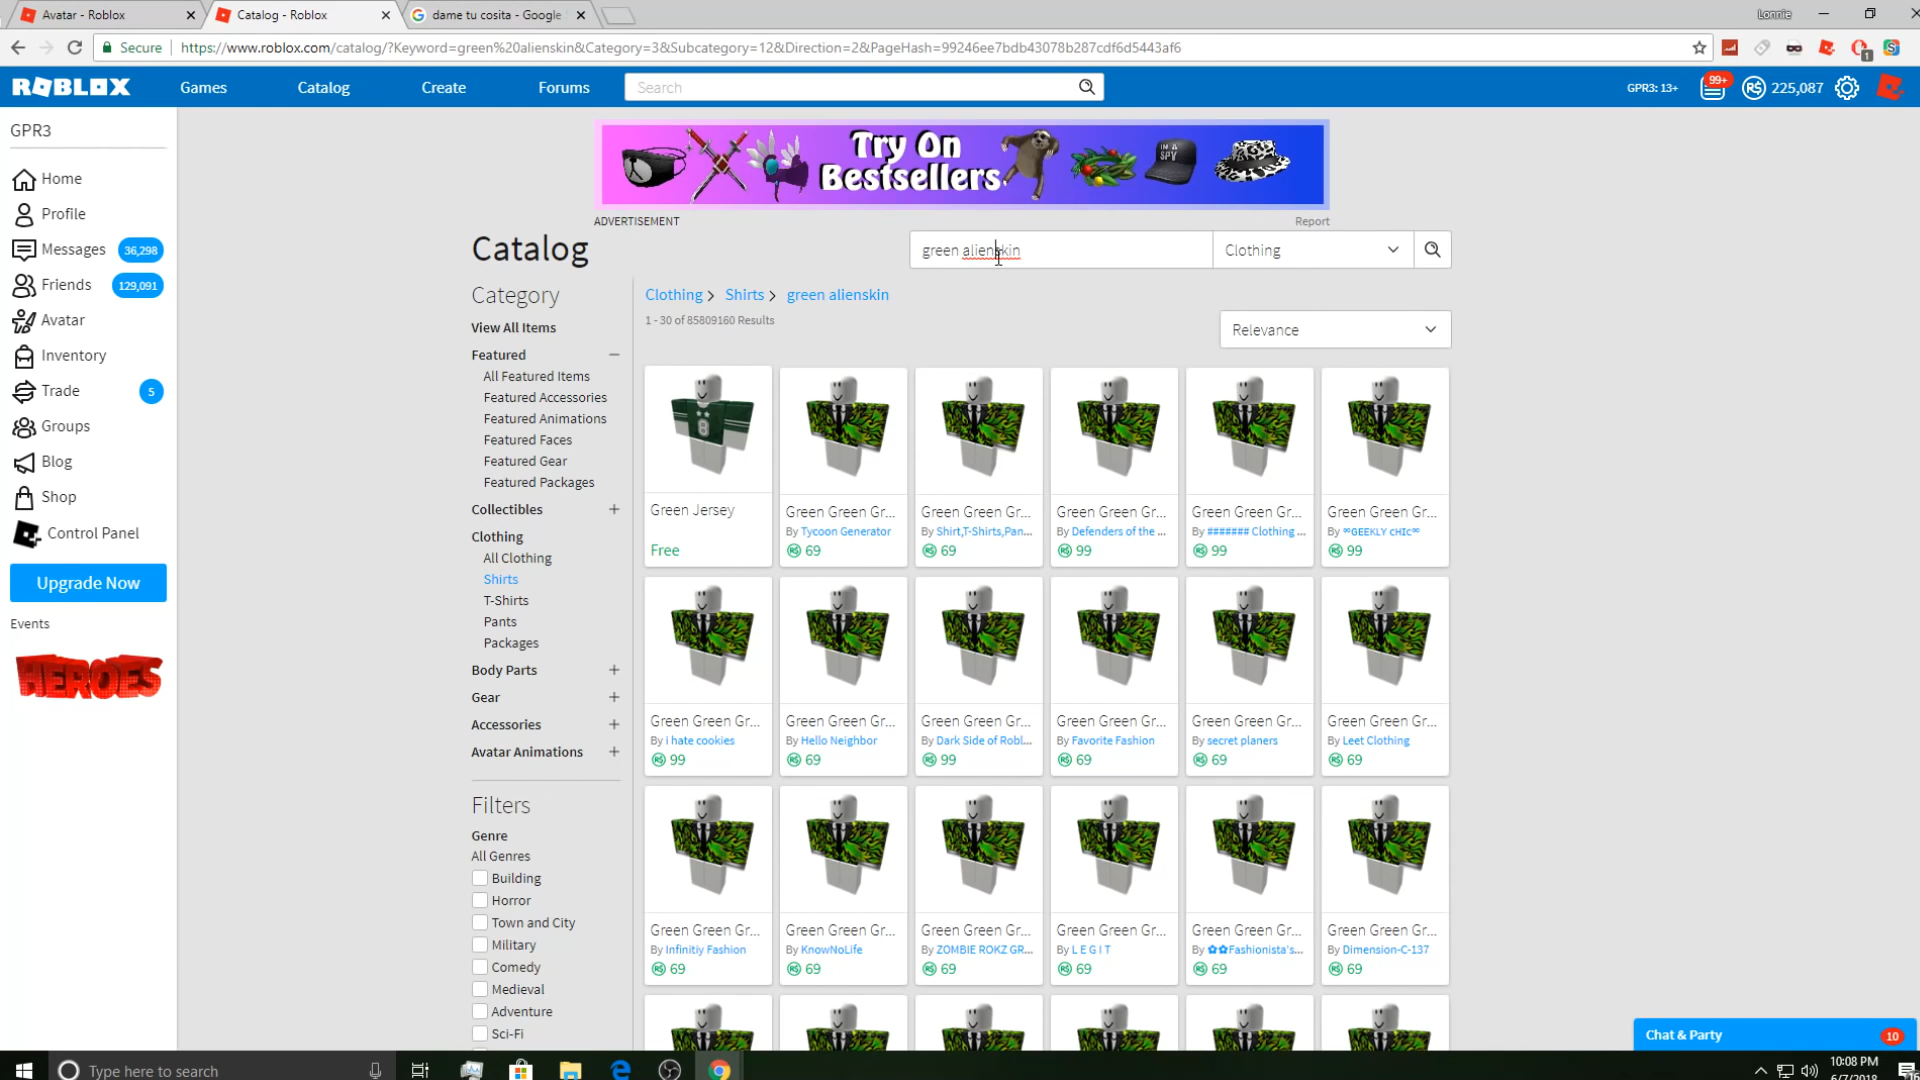 Avatar - Roblox
Catalog - Roblox
dame tu cosita - Google
Lonnie
Secure
https://www.roblox.com/catalog/?Keyword=green%20alienskin&Category=3&Subcategory=12&Direction=2&PageHash=99246ee7bdb43078b287cdf6d5443af6
1
ROBLOX
Games
Catalog
Create
Forums
Search
GPR3: 13+
99+
R$ 225,087
GPR3
Home
Profile
Messages 36,298
Friends 129,091
Avatar
Inventory
Trade 5
Groups
Blog
Shop
Control Panel
Upgrade Now
Events
HEROES
Try On
Bestsellers
IN A
SPY
ADVERTISEMENT
Report
Catalog
green alienskin
Clothing
Category
View All Items
Featured
All Featured Items
Featured Accessories
Featured Animations
Featured Faces
Featured Gear
Featured Packages
Collectibles
Clothing
All Clothing
Shirts
T-Shirts
Pants
Packages
Body Parts
Gear
Accessories
Avatar Animations
Filters
Genre
All Genres
Building
Horror
Town and City
Military
Comedy
Medieval
Adventure
Sci-Fi
Clothing > Shirts > green alienskin
1 - 30 of 85809160 Results
Relevance
8
Green Jersey
Free
Green Green Gr...
By Tycoon Generator
R$ 69
Green Green Gr...
By Shirt,T-Shirts,Pan...
R$ 69
Green Green Gr...
By Defenders of the ...
R$ 99
Green Green Gr...
By ####### Clothing ...
R$ 99
Green Green Gr...
By ∞GEEKLY cHIc∞
R$ 99
Green Green Gr...
By i hate cookies
R$ 99
Green Green Gr...
By Hello Neighbor
R$ 69
Green Green Gr...
By Dark Side of Robl...
R$ 99
Green Green Gr...
By Favorite Fashion
R$ 69
Green Green Gr...
By secret planers
R$ 69
Green Green Gr...
By Leet Clothing
R$ 69
Green Green Gr...
By Infinitiy Fashion
R$ 69
Green Green Gr...
By KnowNoLife
R$ 69
Green Green Gr...
By ZOMBIE ROKZ GR...
R$ 69
Green Green Gr...
By L E G I T
R$ 69
Green Green Gr...
By ✿✿Fashionista's...
R$ 69
Green Green Gr...
By Dimension-C-137
R$ 69
Chat & Party 10
Type here to search
10:08 PM
6/7/2018